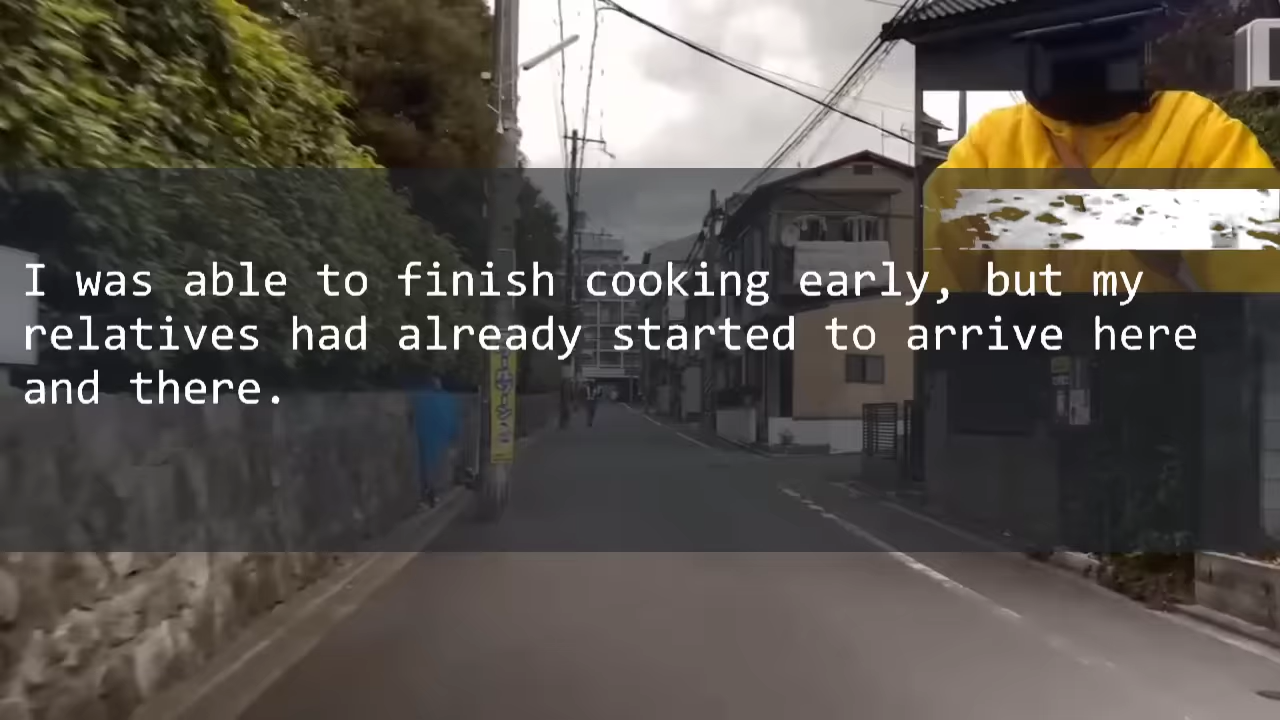 I was able to finish cooking early, but my
relatives had already started to arrive here
and there.